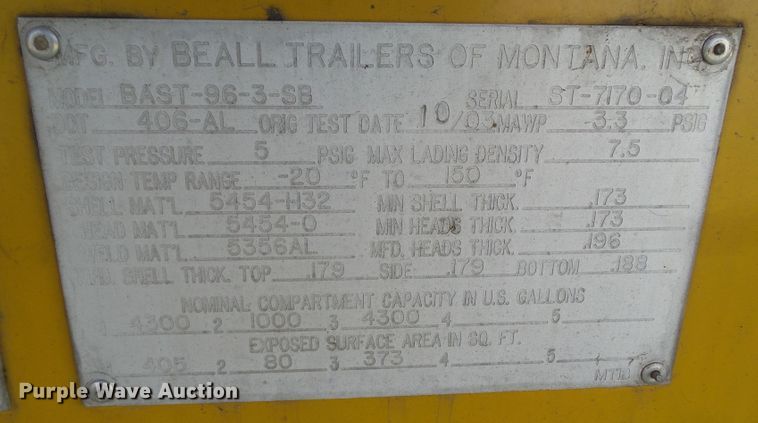 MFG. BY BEALL TRAILERS OF MONTANA, INC
MODEL BAST-96-3-SB SERIAL ST-7170-04
DOT 406-AL ORIG TEST DATE 10/03 MAWP 3.3 PSIG
TEST PRESSURE 5 PSIG MAX LADING DENSITY 7.5
DESIGN TEMP RANGE -20 °F TO 150 °F
SHELL MAT'L 5454-H32 MIN SHELL THICK. .173
HEAD MAT'L 5454-0 MIN HEADS THICK. .173
WELD MAT'L 5356AL MFD. HEADS THICK. .196
MFD. SHELL THICK. TOP .179 SIDE .179 BOTTOM .188
NOMINAL COMPARTMENT CAPACITY IN U.S. GALLONS
1 4300 2 1000 3 4300 4 5
EXPOSED SURFACE AREA IN SQ. FT.
405 2 80 3 373 4 5
Purple Wave Auction